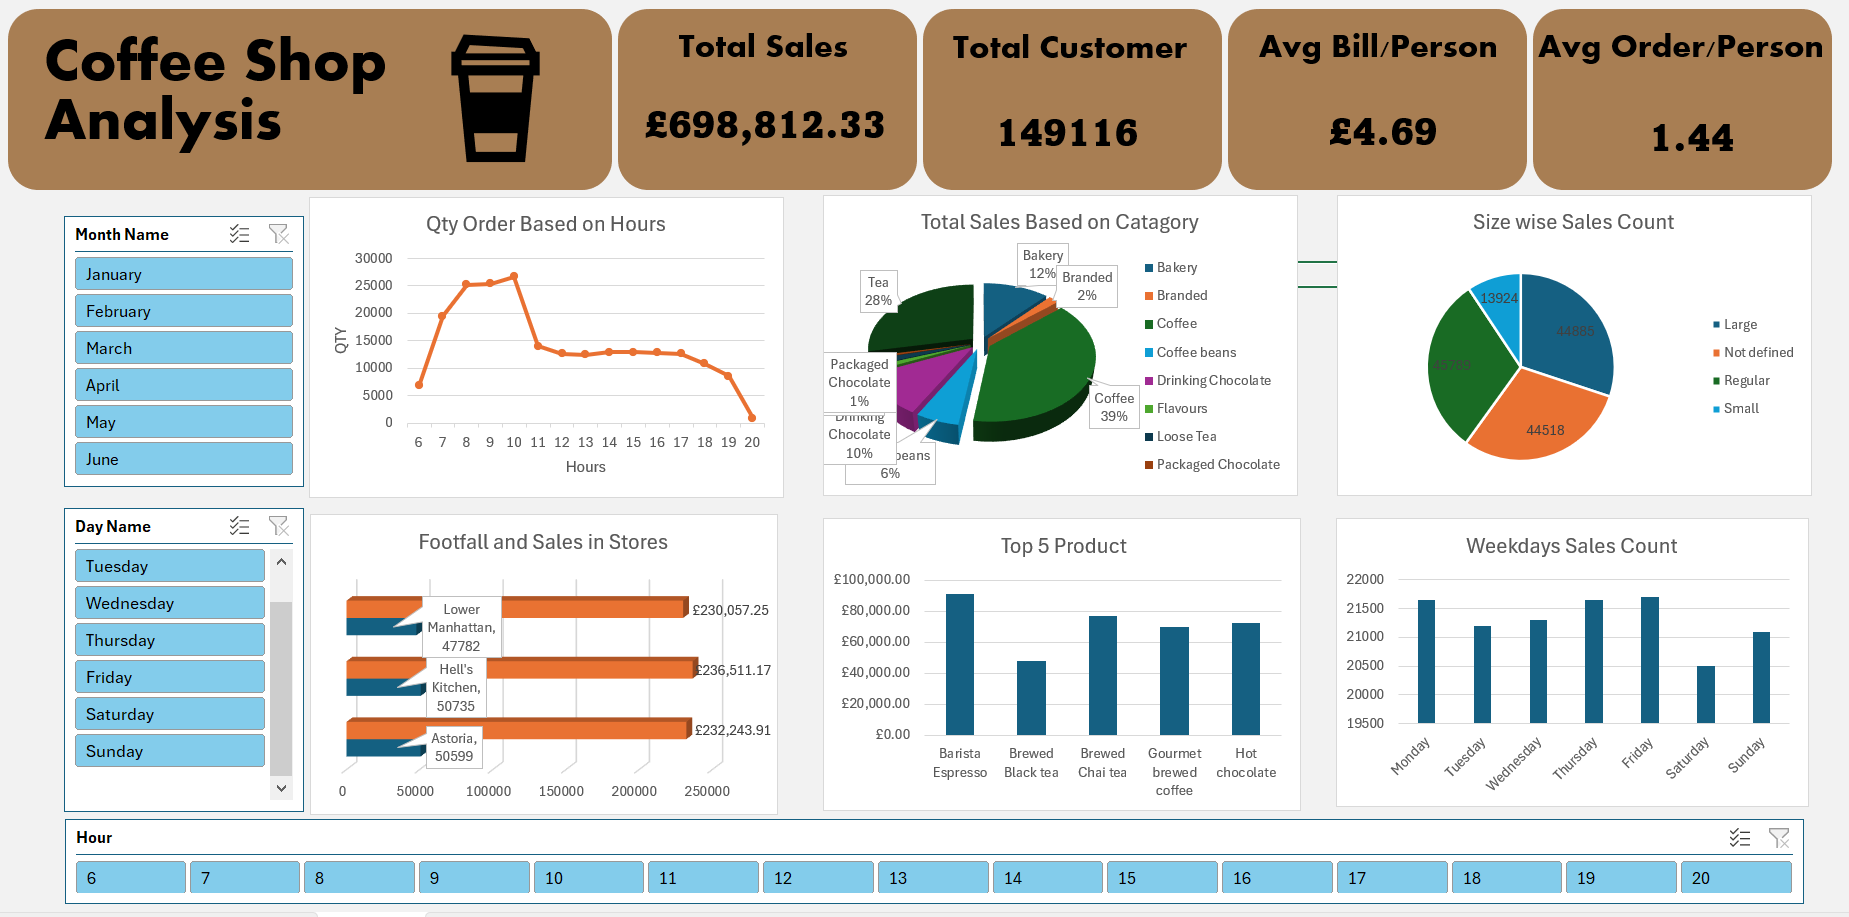 Coffee Shop
Analysis
Total Sales
£698,812.33
Total Customer
149116
Avg Bill/Person
£4.69
Avg Order/Person
1.44
Month Name
January
February
March
April
May
June
Qty Order Based on Hours
30000
25000
20000
15000
10000
5000
0
QTY
6 7 8 9 10 11 12 13 14 15 16 17 18 19 20
Hours
Total Sales Based on Catagory
Bakery
12%
Branded
2%
Tea
28%
Packaged
Chocolate
1%
Drinking
Chocolate
10%
beans
6%
Coffee
39%
Bakery
Branded
Coffee
Coffee beans
Drinking Chocolate
Flavours
Loose Tea
Packaged Chocolate
Size wise Sales Count
13924
44885
45789
44518
Large
Not defined
Regular
Small
Day Name
Tuesday
Wednesday
Thursday
Friday
Saturday
Sunday
Footfall and Sales in Stores
Lower
Manhattan,
47782
£230,057.25
Hell's
Kitchen,
50735
£236,511.17
Astoria,
50599
£232,243.91
0 50000 100000 150000 200000 250000
Top 5 Product
£100,000.00
£80,000.00
£60,000.00
£40,000.00
£20,000.00
£0.00
Barista
Espresso
Brewed
Black tea
Brewed
Chai tea
Gourmet
brewed
coffee
Hot
chocolate
Weekdays Sales Count
22000
21500
21000
20500
20000
19500
Monday
Tuesday
Wednesday
Thursday
Friday
Saturday
Sunday
Hour
6 7 8 9 10 11 12 13 14 15 16 17 18 19 20